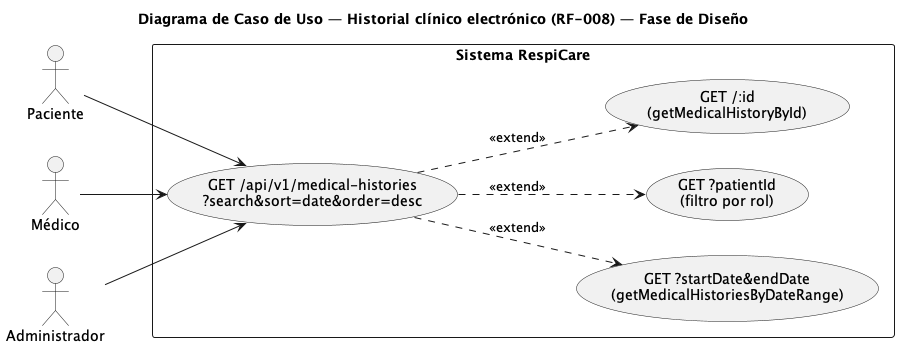 Diagrama de Caso de Uso — Historial clínico electrónico (RF-008) — Fase de Diseño
Sistema RespiCare
Paciente
Médico
Administrador
GET /api/v1/medical-histories
?search&sort=date&order=desc
«extend»
«extend»
«extend»
GET /:id
(getMedicalHistoryById)
GET ?patientId
(filtro por rol)
GET ?startDate&endDate
(getMedicalHistoriesByDateRange)